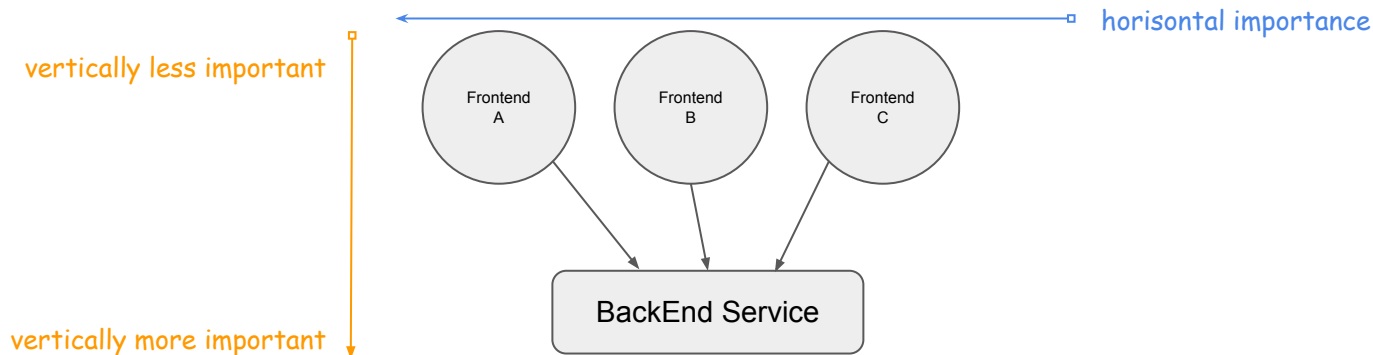 horisontal importance
vertically less important
Frontend
A
Frontend
B
Frontend
C
BackEnd Service
vertically more important